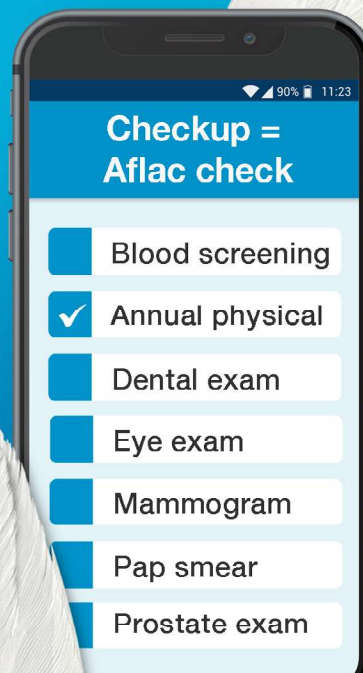 90% 11:23
Checkup =
Aflac check
Blood screening
Annual physical
Dental exam
Eye exam
Mammogram
Pap smear
Prostate exam